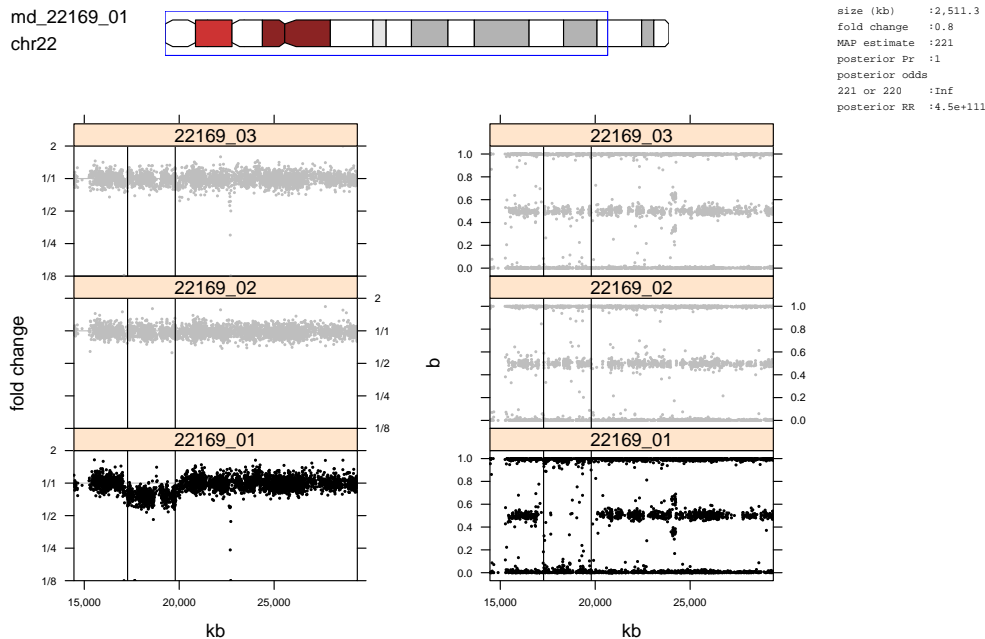 md_22169_01
chr22
size (kb) :2,511.3
fold change :0.8
MAP estimate :221
posterior Pr :1
posterior odds
221 or 220 :Inf
posterior RR :4.5e+111
fold change
22169_03
2
1/1
1/2
1/4
1/8
22169_02
2
1/1
1/2
1/4
1/8
22169_01
2
1/1
1/2
1/4
1/8
15,000 20,000 25,000
kb
b
22169_03
1.0
0.8
0.6
0.4
0.2
0.0
22169_02
1.0
0.8
0.6
0.4
0.2
0.0
22169_01
1.0
0.8
0.6
0.4
0.2
0.0
15,000 20,000 25,000
kb